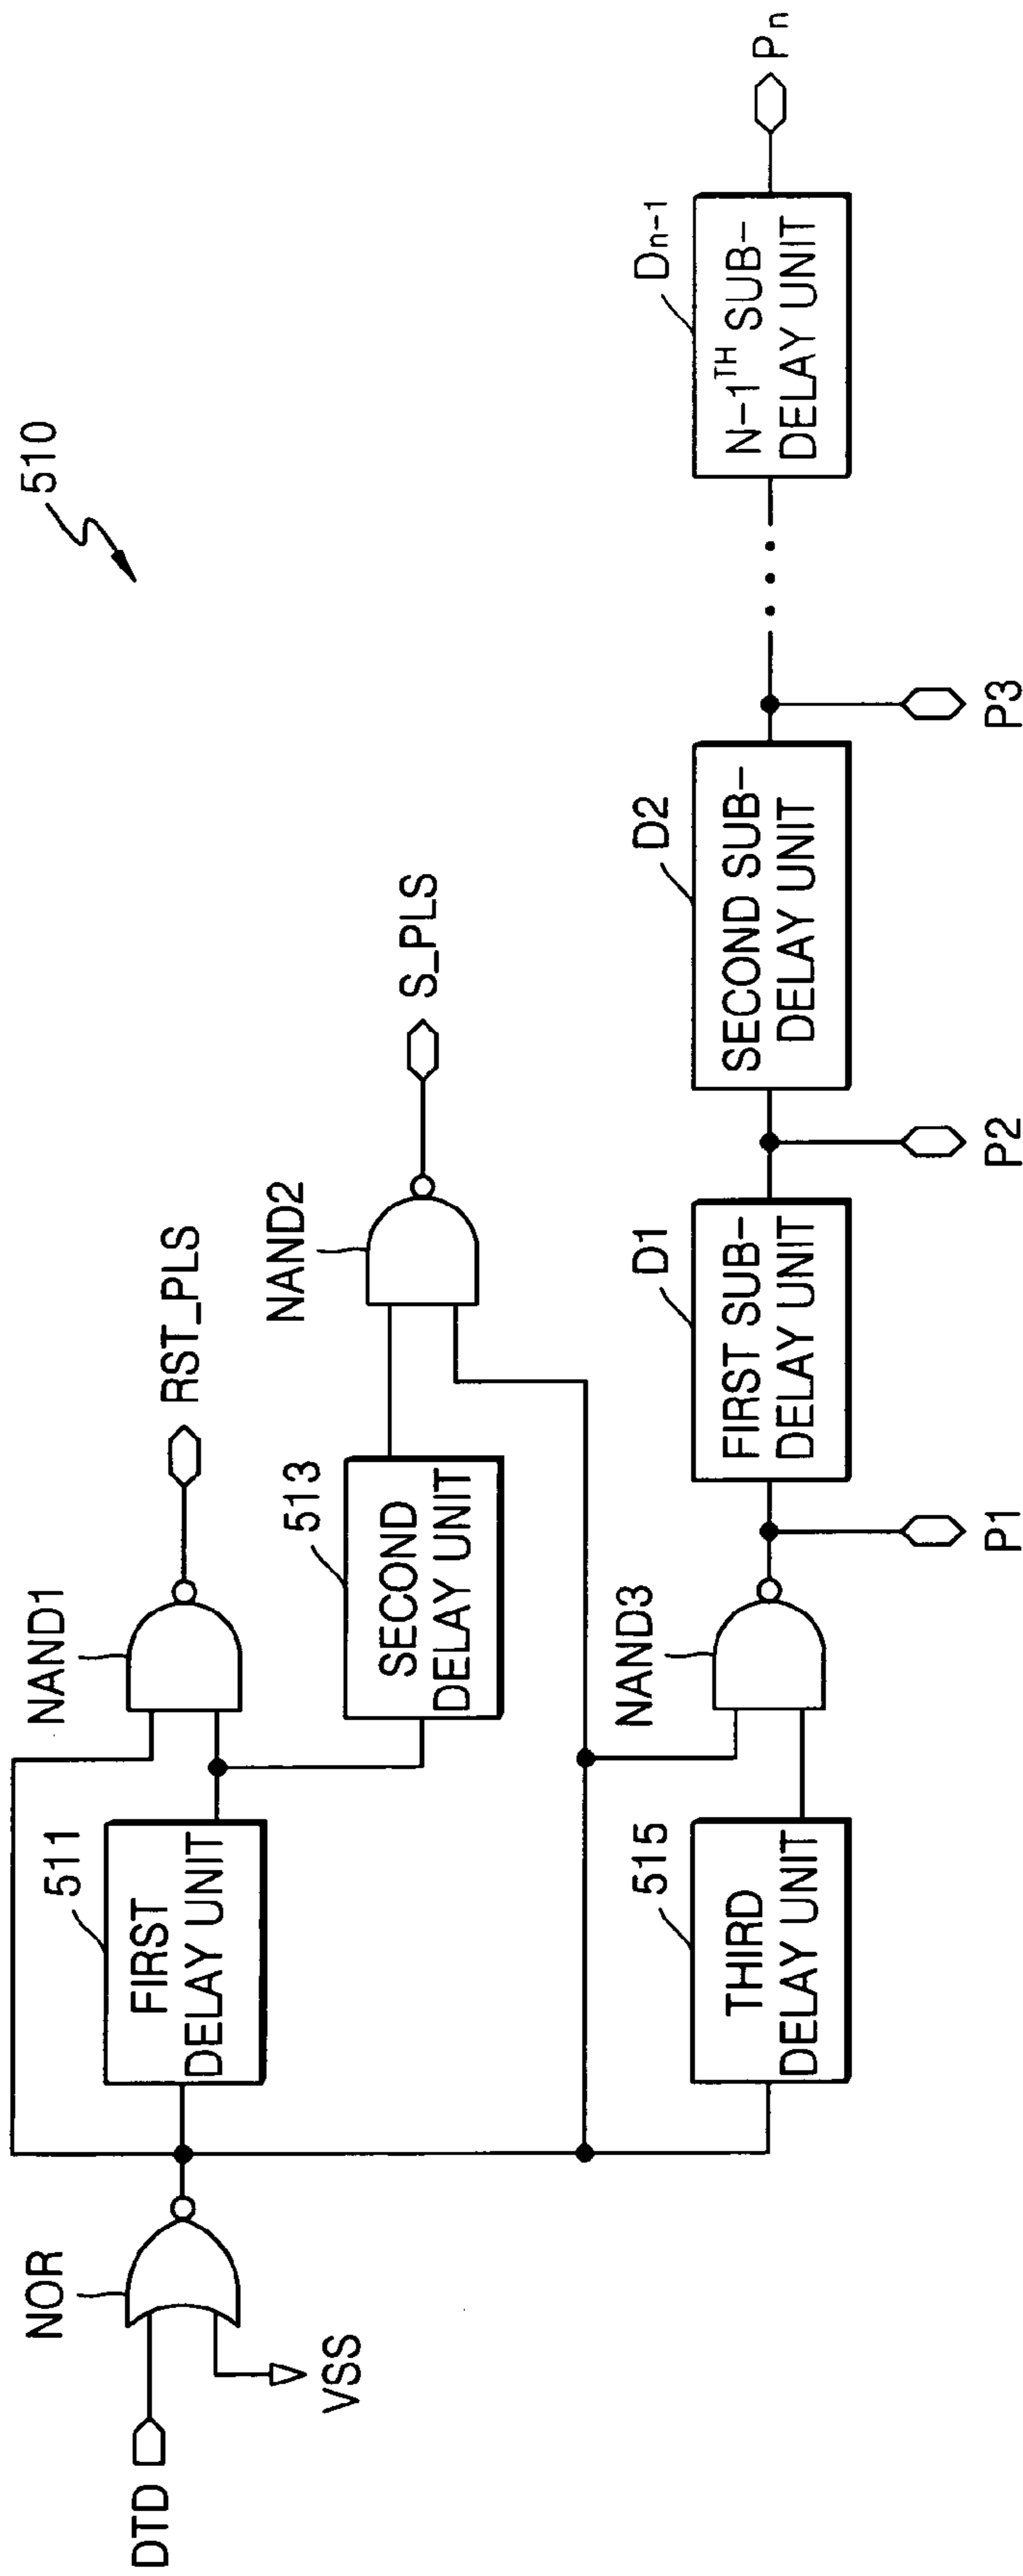 510
DTD
NOR
VSS
511
FIRST
DELAY UNIT
NAND1
RST_PLS
513
SECOND
DELAY UNIT
NAND2
S_PLS
515
THIRD
DELAY UNIT
NAND3
P1
D1
FIRST SUB-
DELAY UNIT
P2
D2
SECOND SUB-
DELAY UNIT
P3
Dn-1
N-1TH SUB-
DELAY UNIT
Pn